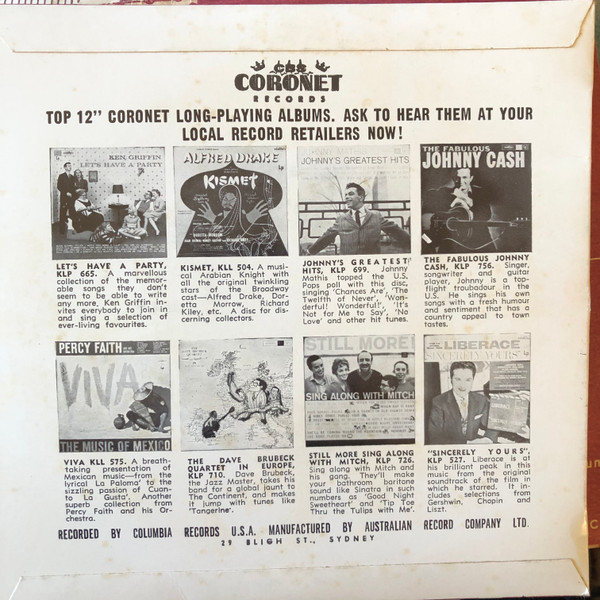 CBS
CORONET
RECORDS
TOP 12" CORONET LONG-PLAYING ALBUMS. ASK TO HEAR THEM AT YOUR
LOCAL RECORD RETAILERS NOW!
KEN GRIFFIN
LET'S HAVE A PARTY
ALFRED DRAKE
KISMET
JOHNNY'S GREATEST HITS
THE FABULOUS
JOHNNY CASH
LET'S HAVE A PARTY,
KLP 665. A marvellous
collection of the memor-
able songs they don't
seem to be able to write
any more, Ken Griffin in-
vites everybody to join in
and sing a selection of
ever-living favourites.
KISMET, KLL 504. A musi-
cal Arabian Knight with
all the original twinkling
stars of the Broadway
cast—Alfred Drake, Dor-
etta Morrow, Richard
Kiley, etc. A disc for dis-
cerning collectors.
JOHNNY'S GREATEST
HITS, KLP 699, Johnny
Mathis topped the U.S.
Pops poll with this disc,
singing 'Chances Are', 'The
Twelfth of Never', 'Won-
derful! Wonderful!', 'It's
Not for Me to Say', 'No
Love' and other hit tunes.
THE FABULOUS JOHNNY
CASH, KLP 756. Singer,
songwriter and guitar
player, Johnny is a top-
flight troubadour in the
U.S. He sings his own
songs with a fresh humour
and sentiment that has a
country appeal to town
tastes.
PERCY FAITH
VIVA
THE MUSIC OF MEXICO
STILL MORE!
SING ALONG WITH MITCH
LIBERACE
SINCERELY YOURS
VIVA KLL 575. A breath-
taking presentation of
Mexican music—from the
lyrical La Paloma' to the
sizzling passion of Cuan-
to La Gusta'. Another
superb collection from
Percy Faith and his Or-
chestra.
THE DAVE BRUBECK
QUARTET IN EUROPE,
KLP 710. Dave Brubeck,
the Jazz Master, takes his
band for a global jaunt to
The Continent, and makes
it jump with tunes like
'Tangerine'.
STILL MORE SING ALONG
WITH MITCH, KLP 726.
Sing along with Mitch and
his gang. They'll make
your bathroom baritone
sound like Sinatra in such
numbers as 'Good Night
Sweetheart' and 'Tip Toe
Thru the Tulips with Me'.
"SINCERELY YOURS",
KLP 527. Liberace is at
his brilliant peak in this
music from the original
soundtrack of the film in
which he starred. It in-
cludes selections from
Gershwin, Chopin and
Liszt.
RECORDED BY COLUMBIA RECORDS U.S.A. MANUFACTURED BY AUSTRALIAN RECORD COMPANY LTD.
29 BLIGH ST., SYDNEY